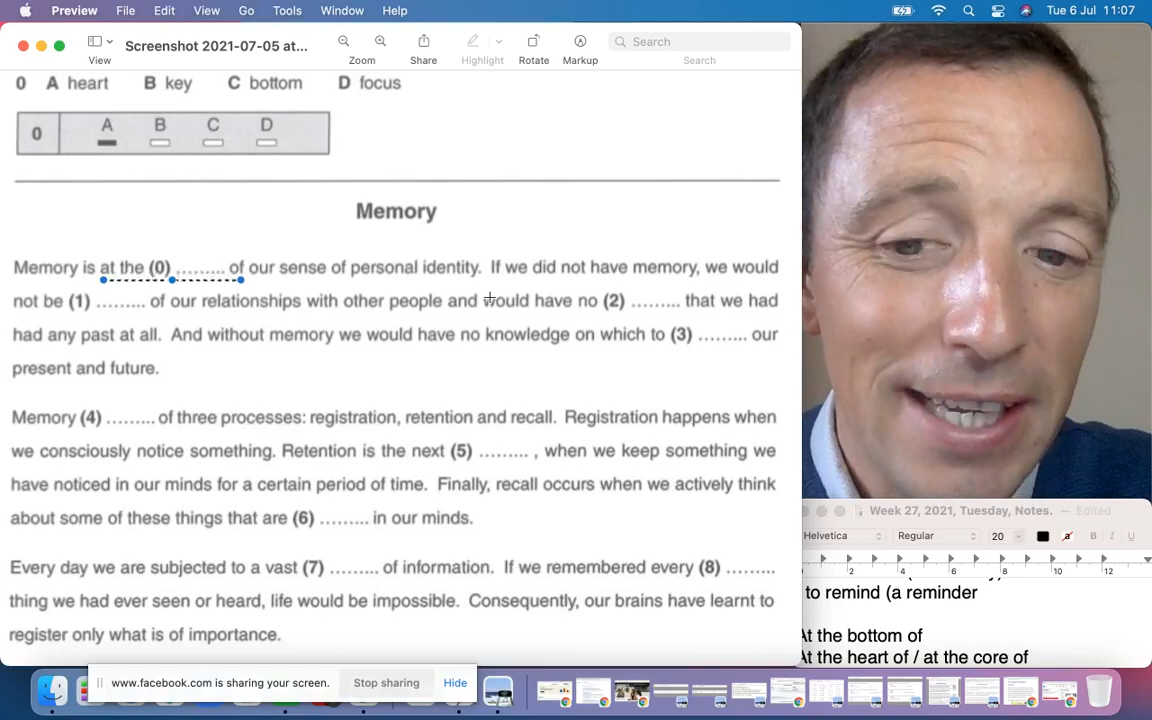 Preview File Edit View Go Tools Window Help Tue 6 Jul 11:07
Screenshot 2021-07-05 at...
Search
View Zoom Share Highlight Rotate Markup Search
0 A heart B key C bottom D focus
0 A B C D
Memory
Memory is at the (0) ......... of our sense of personal identity. If we did not have memory, we would
not be (1) ......... of our relationships with other people and would have no (2) ......... that we had
had any past at all. And without memory we would have no knowledge on which to (3) ......... our
present and future.
Memory (4) ......... of three processes: registration, retention and recall. Registration happens when
we consciously notice something. Retention is the next (5) ......... , when we keep something we
have noticed in our minds for a certain period of time. Finally, recall occurs when we actively think
about some of these things that are (6) ......... in our minds.
Every day we are subjected to a vast (7) ......... of information. If we remembered every (8) .........
thing we had ever seen or heard, life would be impossible. Consequently, our brains have learnt to
register only what is of importance.
www.facebook.com is sharing your screen. Stop sharing Hide
Week 27, 2021, Tuesday, Notes. — Edited
Helvetica Regular 20 a B I U
2 4 6 8 10 12
to remind (a reminder
At the bottom of
At the heart of / at the core of